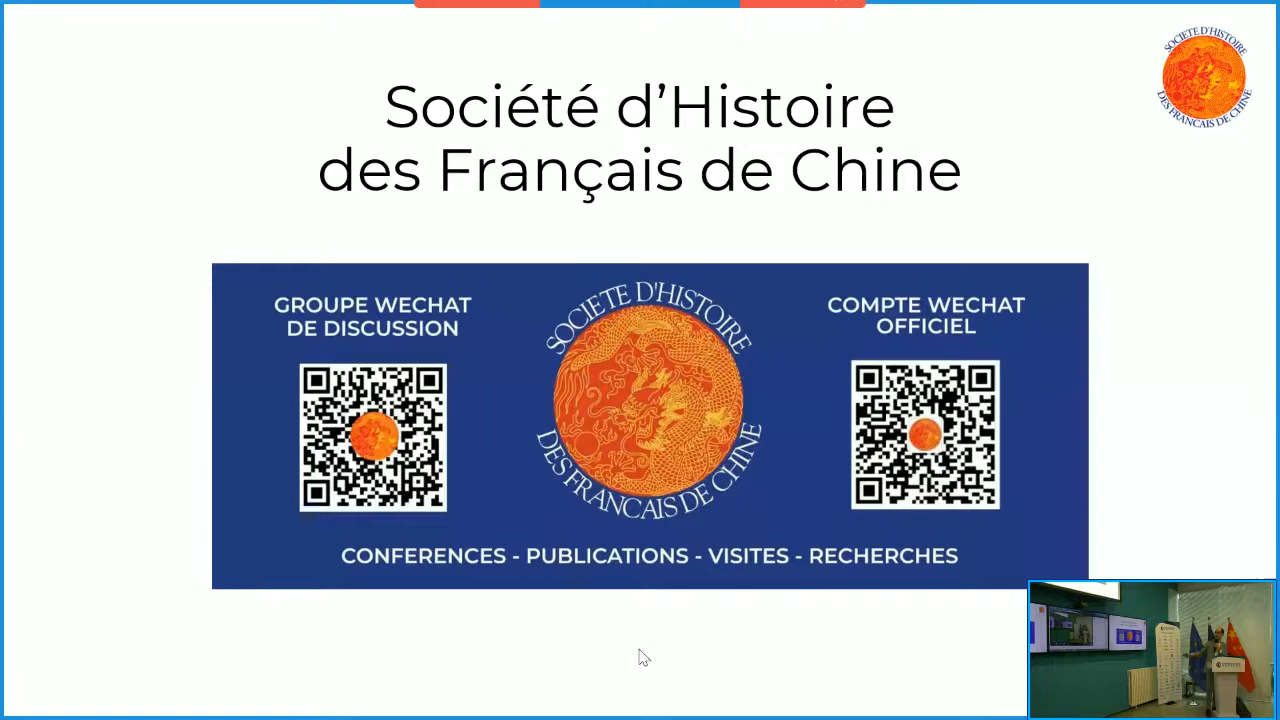 Société d’Histoire
des Français de Chine
SOCIETE D'HISTOIRE
DES FRANCAIS DE CHINE
GROUPE WECHAT
DE DISCUSSION
SOCIETE D'HISTOIRE
DES FRANCAIS DE CHINE
COMPTE WECHAT
OFFICIEL
CONFERENCES - PUBLICATIONS - VISITES - RECHERCHES